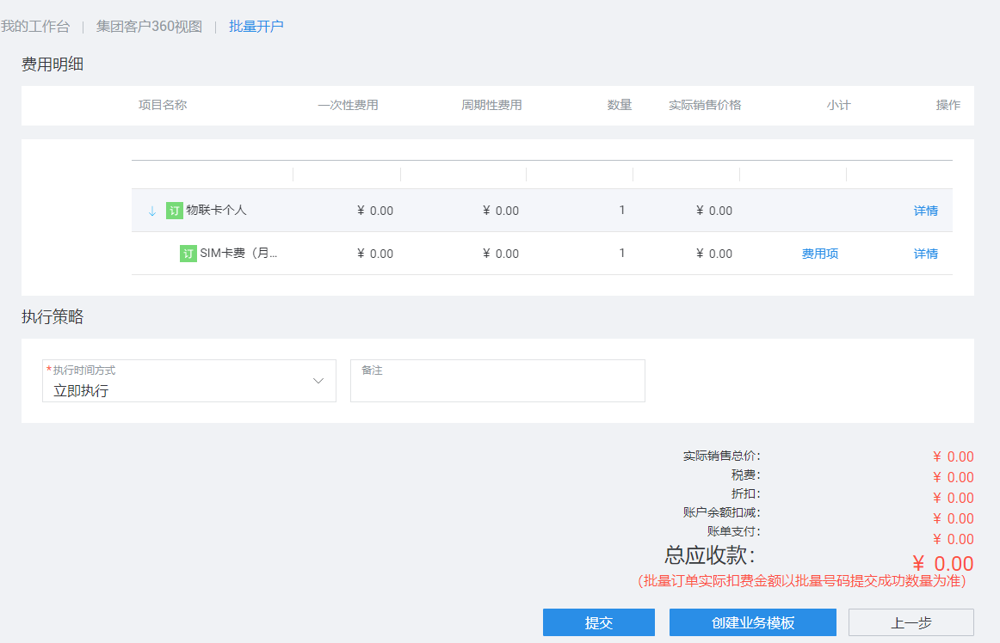 我的工作台 | 集团客户360视图 | 批量开户
费用明细
项目名称 一次性费用 周期性费用 数量 实际销售价格 小计 操作
↓ 订 物联卡个人 ¥ 0.00 ¥ 0.00 1 ¥ 0.00 详情
订 SIM卡费（月... ¥ 0.00 ¥ 0.00 1 ¥ 0.00 费用项 详情
执行策略
*执行时间方式 备注
立即执行
实际销售总价： ¥ 0.00
税费： ¥ 0.00
折扣： ¥ 0.00
账户余额扣减： ¥ 0.00
账单支付： ¥ 0.00
总应收款： ¥ 0.00
（批量订单实际扣费金额以批量号码提交成功数量为准）
提交 创建业务模板 上一步